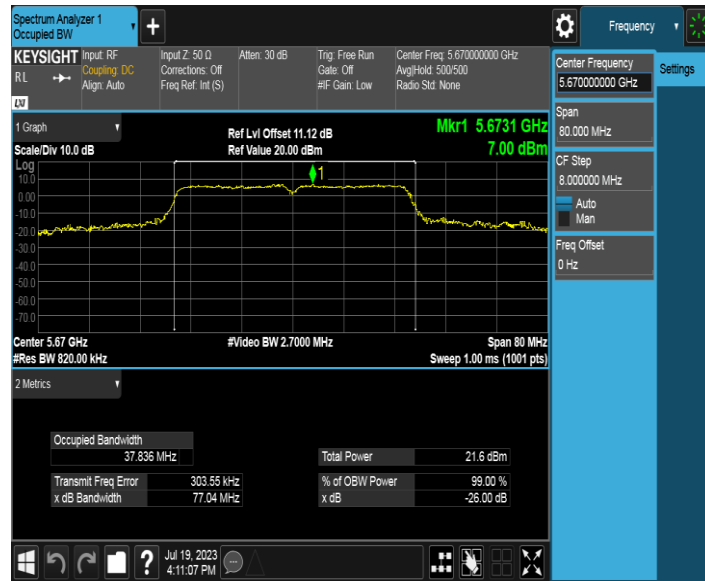 Spectrum Analyzer 1
Occupied BW
+
Frequency
KEYSIGHT
RL
LXI
Input: RF
Coupling: DC
Align: Auto
Input Z: 50 Ω
Corrections: Off
Freq Ref: Int (S)
Atten: 30 dB
Trig: Free Run
Gate: Off
#IF Gain: Low
Center Freq: 5.670000000 GHz
Avg|Hold: 500/500
Radio Std: None
Center Frequency
5.670000000 GHz
Settings
Span
80.000 MHz
CF Step
8.000000 MHz
Auto
Man
Freq Offset
0 Hz
1 Graph
Scale/Div 10.0 dB
Ref Lvl Offset 11.12 dB
Ref Value 20.00 dBm
Mkr1 5.6731 GHz
7.00 dBm
Log
10.0
0.00
-10.0
-20.0
-30.0
-40.0
-50.0
-60.0
-70.0
1
Center 5.67 GHz
#Res BW 820.00 kHz
#Video BW 2.7000 MHz
Span 80 MHz
Sweep 1.00 ms (1001 pts)
2 Metrics
Occupied Bandwidth
37.836 MHz
Total Power 21.6 dBm
Transmit Freq Error 303.55 kHz
% of OBW Power 99.00 %
x dB Bandwidth 77.04 MHz
x dB -26.00 dB
?
Jul 19, 2023
4:11:07 PM